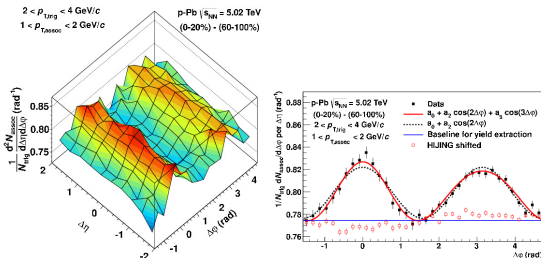 2 < p_T,trig < 4 GeV/c
1 < p_T,assoc < 2 GeV/c
p-Pb √s_NN = 5.02 TeV
(0-20%) - (60-100%)
1/N_trig d²N_assoc/dΔηdΔφ (rad⁻¹)
0.85
0.80
0.75
2
1
0
-1
-2
Δη
-1
0
1
2
3
4
Δφ (rad)
p-Pb √s_NN = 5.02 TeV
(0-20%) - (60-100%)
2 < p_T,trig < 4 GeV/c
1 < p_T,assoc < 2 GeV/c
Data
a₀ + a₂ cos(2Δφ) + a₃ cos(3Δφ)
a₀ + a₂ cos(2Δφ)
Baseline for yield extraction
HIJING shifted
1/N_trig dN_assoc/dΔφ per Δη (rad⁻¹)
0.88
0.86
0.84
0.82
0.80
0.78
0.76
-1
0
1
2
3
4
Δφ (rad)